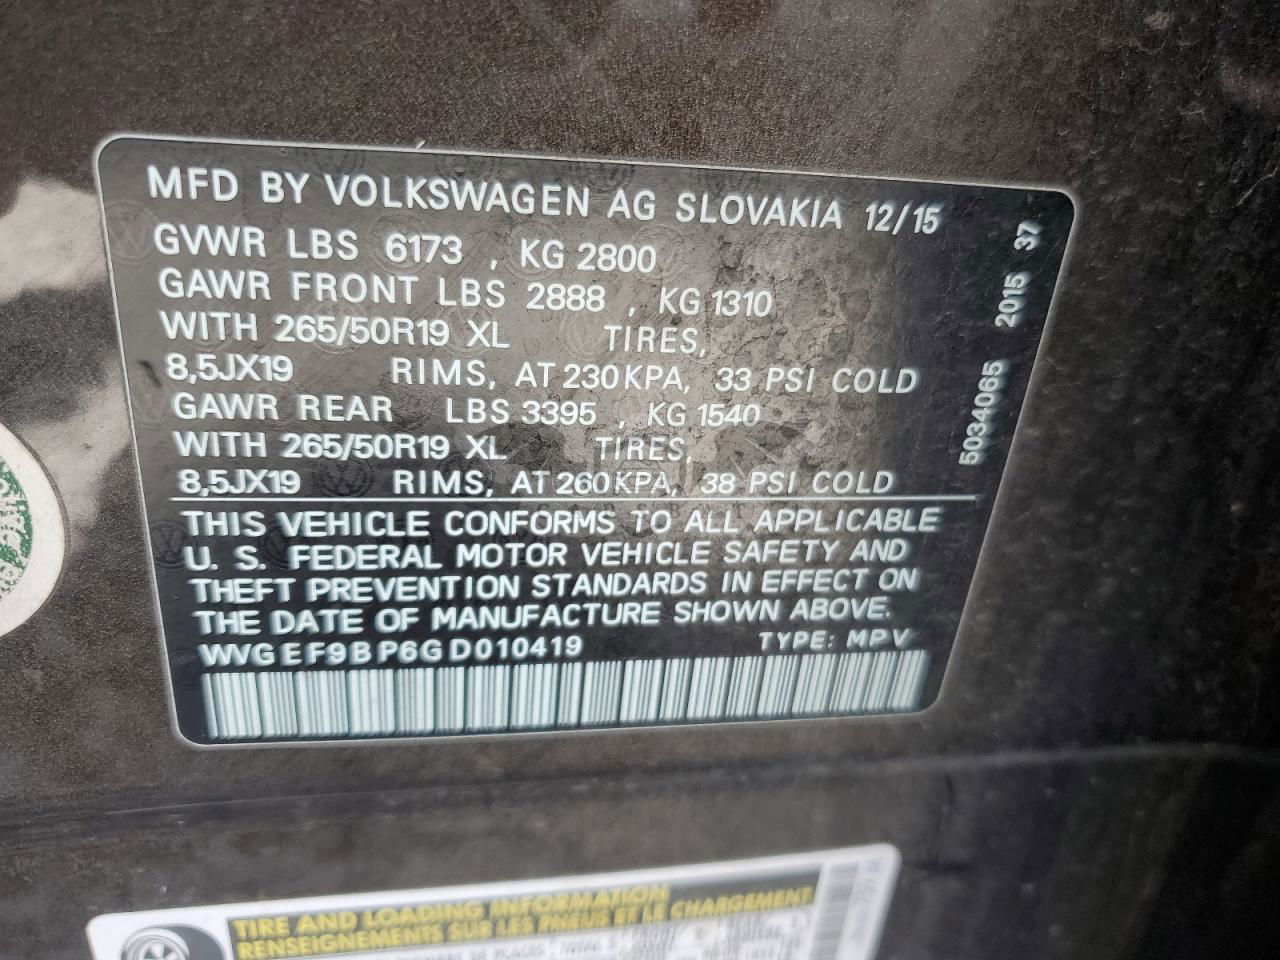 MFD BY VOLKSWAGEN AG SLOVAKIA 12/15
GVWR LBS 6173 , KG 2800
GAWR FRONT LBS 2888 , KG 1310
WITH 265/50R19 XL TIRES,
8,5JX19 RIMS, AT 230KPA, 33 PSI COLD
GAWR REAR LBS 3395 , KG 1540
WITH 265/50R19 XL TIRES,
8,5JX19 RIMS, AT 260KPA, 38 PSI COLD
THIS VEHICLE CONFORMS TO ALL APPLICABLE
U. S. FEDERAL MOTOR VEHICLE SAFETY AND
THEFT PREVENTION STANDARDS IN EFFECT ON
THE DATE OF MANUFACTURE SHOWN ABOVE.
WVGEF9BP6GD010419 TYPE: MPV
5034065 2015 37
TIRE AND LOADING INFORMATION
RENSEIGNEMENTS SUR LES PNEUS ET LE CHARGEMENT